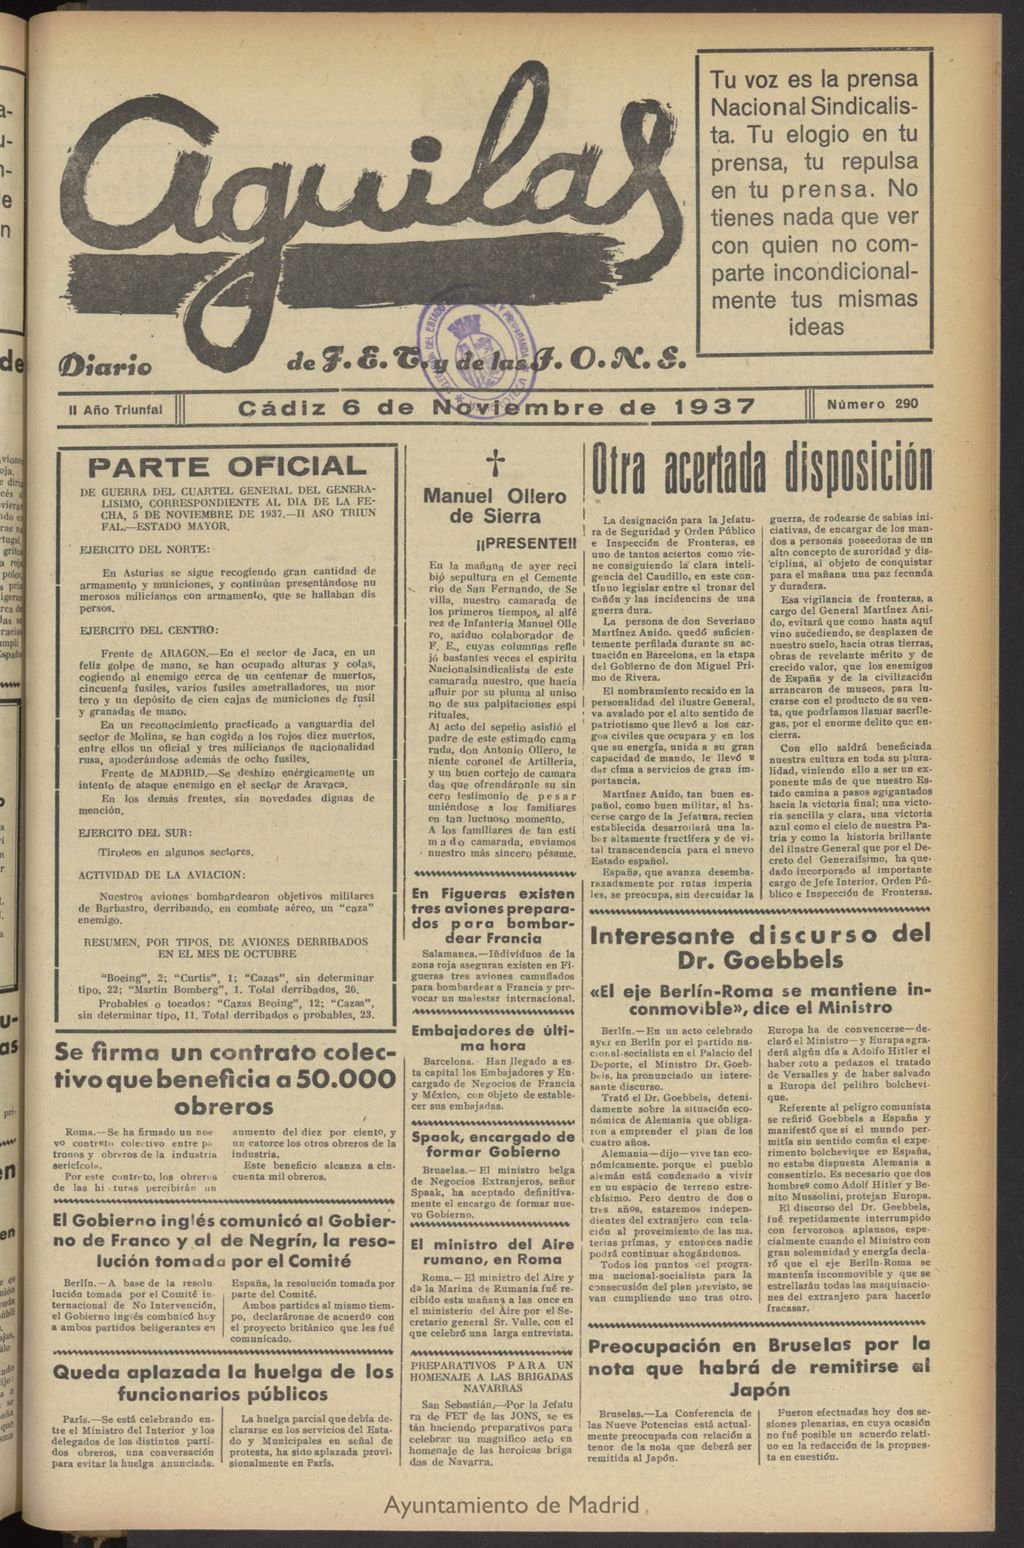 aguilas
Diario de F. E. T. y de las J. O. N. S.
Tu voz es la prensa
Nacional Sindicalis-
ta. Tu elogio en tu
prensa, tu repulsa
en tu prensa. No
tienes nada que ver
con quien no com-
parte incondicional-
mente tus mismas
ideas
II Año Triunfal
Cádiz 6 de Noviembre de 1937
Número 290
PARTE OFICIAL
DE GUERRA DEL CUARTEL GENERAL DEL GENERA-
LISIMO, CORRESPONDIENTE AL DIA DE LA FE-
CHA, 5 DE NOVIEMBRE DE 1937.—II AÑO TRIUN
FAL.—ESTADO MAYOR.
EJERCITO DEL NORTE:
En Asturias se sigue recogiendo gran cantidad de
armamento y municiones, y continúan presentándose nu
merosos milicianos con armamento, que se hallaban dis
persos.
EJERCITO DEL CENTRO:
Frente de ARAGON.—En el sector de Jaca, en un
feliz golpe de mano, se han ocupado alturas y cotas,
cogiendo al enemigo cerca de un centenar de muertos,
cincuenta fusiles, varios fusiles ametralladores, un mor
tero y un depósito de cien cajas de municiones de fusil
y granadas de mano.
En un reconocimiento practicado a vanguardia del
sector de Molina, se han cogido a los rojos diez muertos,
entre ellos un oficial y tres milicianos de nacionalidad
rusa, apoderándose además de ocho fusiles.
Frente de MADRID.—Se deshizo enérgicamente un
intento de ataque enemigo en el sector de Aravaca.
En los demás frentes, sin novedades dignas de
mención.
EJERCITO DEL SUR:
Tiroteos en algunos sectores.
ACTIVIDAD DE LA AVIACION:
Nuestros aviones bombardearon objetivos militares
de Barbastro, derribando, en combate aéreo, un "caza"
enemigo.
RESUMEN, POR TIPOS, DE AVIONES DERRIBADOS
EN EL MES DE OCTUBRE
"Boeing", 2; "Curtis", 1; "Cazas", sin determinar
tipo, 22; "Martin Bomberg", 1. Total derribados, 26.
Probables o tocados: "Cazas Beoing", 12; "Cazas",
sin determinar tipo, 11. Total derribados o probables, 23.
Se firma un contrato colec-
tivo que beneficia a 50.000
obreros
Roma.—Se ha firmado un nue
vo contrato colectivo entre pa
tronos y obreros de la industria
sericícola.
Por este contrato, los obreros
de las hi turas percibirán un
aumento del diez por ciento, y
un catorce los otros obreros de la
industria.
Este beneficio alcanza a cin-
cuenta mil obreros.
El Gobierno inglés comunicó al Gobier-
no de Franco y al de Negrín, la reso-
lución tomada por el Comité
Berlín.—A base de la resolu
lución tomada por el Comité in
ternacional de No Intervención,
el Gobierno inglés combnicó hoy
a ambos partidos beligerantes en
España, la resolución tomada por
parte del Comité.
Ambos partidos al mismo tiem-
po, declaráronse de acuerdo con
el proyecto británico que les fué
comunicado.
Queda aplazada la huelga de los
funcionarios públicos
París.—Se está celebrando en-
tre el Ministro del Interior y los
delegados de los distintos parti-
dos obreros, una conversación
para evitar la huelga anunciada.
La huelga parcial que debía de-
clararse en los servicios del Esta-
do y Municipales en señal de
protesta, ha sido aplazada provi-
sionalmente en París.
Manuel Ollero
de Sierra
¡¡PRESENTE!!
En la mañana de ayer reci
bió sepultura en el Cemente
rio de San Fernando, de Se
villa, nuestro camarada de
los primeros tiempos, al alfé
rez de Infantería Manuel Olle
ro, asiduo colaborador de
F. E., cuyas columnas refle
jó bastantes veces el espíritu
Nacionalsindicalista de este
camarada nuestro, que hacía
afluir por su pluma al uniso
no de sus palpitaciones espi
rituales.
Al acto del sepelio asistió el
padre de este estimado cama
rada, don Antonio Ollero, te
niente coronel de Artillería,
y un buen cortejo de camara
das que ofrendáronle su sin
cero testimonio de pesar
uniéndose a los familiares
en tan luctuoso momento.
A los familiares de tan esti
mado camarada, enviamos
nuestro más sincero pésame.
En Figueras existen
tres aviones prepara-
dos para bombar-
dear Francia
Salamanca.—Individuos de la
zona roja aseguran existen en Fi-
gueras tres aviones camuflados
para bombardear a Francia y pro-
vocar un malestar internacional.
Embajadores de últi-
ma hora
Barcelona.- Han llegado a es-
ta capital los Embajadores y En-
cargado de Negocios de Francia
y México, con objeto de estable-
cer sus embajadas.
Spaak, encargado de
formar Gobierno
Bruselas.- El ministro belga
de Negocios Extranjeros, señor
Spaak, ha aceptado definitiva-
mente el encargo de formar nue-
vo Gobierno.
El ministro del Aire
rumano, en Roma
Roma.—El ministro del Aire y
de la Marina de Rumanía fué re-
cibido esta mañana a las once en
el ministerio del Aire por el Se-
cretario general Sr. Valle, con el
que celebró una larga entrevista.
PREPARATIVOS PARA UN
HOMENAJE A LAS BRIGADAS
NAVARRAS
San Sebastián.—Por la Jefatu
ra de FET de las JONS, se es
tán haciendo preparativos para
celebrar un magnífico acto en
homenaje de las heroicas briga
das de Navarra.
Otra acertada disposición
La designación para la Jefatu-
ra de Seguridad y Orden Público
e Inspección de Fronteras, es
uno de tantos aciertos como vie-
ne consiguiendo la clara inteli-
gencia del Caudillo, en este con-
tínuo legislar entre el tronar del
cañón y las incidencias de una
guerra dura.
La persona de don Severiano
Martínez Anido. quedó suficien-
temente perfilada durante su ac-
tuación en Barcelona, en la etapa
del Gobierno de don Miguel Pri-
mo de Rivera.
El nombramiento recaido en la
personalidad del ilustre General,
va avalado por el alto sentido de
patriotismo que llevó a los car-
gos civiles que ocupara y en los
que su energía, unida a su gran
capacidad de mando, le llevó a
dar cima a servicios de gran im-
portancia.
Martínez Anido, tan buen es-
pañol, como buen militar, al ha-
cerse cargo de la Jefatura, recien
establecida desarrollará una la-
bor altamente fructífera y de vi-
tal transcendencia para el nuevo
Estado español.
España, que avanza desemba-
razadamente por rutas imperia
les, se preocupa, sin descuidar la
guerra, de rodearse de sabias ini-
ciativas, de encargar de los man-
dos a personas poseedoras de un
alto concepto de auroridad y dis-
ciplina, al objeto de conquistar
para el mañana una paz fecunda
y duradera.
Esa vigilancia de fronteras, a
cargo del General Martínez Ani-
do, evitará que como hasta aquí
vino sucediendo, se desplazen de
nuestro suelo, hacia otras tierras,
obras de revelante mérito y de
crecido valor, que los enemigos
de España y de la civilización
arrancaron de museos, para lu-
crarse con el producto de su ven-
ta, que podríamos llamar sacrile-
gas, por el enorme delito que en-
cierra.
Con ello saldrá beneficiada
nuestra cultura en toda su plura-
lidad, viniendo ello a ser un ex-
ponente más de que nuestro Es-
tado camina a pasos agigantados
hacia la victoria final; una victo-
ria sencilla y clara, una victoria
azul como el cielo de nuestra Pa-
tria y como la historia brillante
del ilustre General que por el De-
creto del Generalísimo, ha que-
dado incorporado al importante
cargo de Jefe Interior, Orden Pú-
blico e Inspección de Fronteras.
Interesante discurso del
Dr. Goebbels
«El eje Berlín-Roma se mantiene in-
conmovible», dice el Ministro
Berlín.—En un acto celebrado
ayer en Berlín por el partido na-
cional-socialista en el Palacio del
Deporte, el Ministro Dr. Goeb-
bels, ha pronunciado un intere-
sante discurso.
Trató el Dr. Goebbels, deteni-
damente sobre la situación eco-
nómica de Alemania que obliga-
ron a emprender el plan de los
cuatro años.
Alemania—dijo—vive tan eco-
nómicamente. porque el pueblo
alemán está condenado a vivir
en un espacio de terreno estre-
chísimo. Pero dentro de dos o
tres años, estaremos indepen-
dientes del extranjero con rela-
ción al proveimiento de las ma.
terias primas, y entonces nadie
podrá continuar ahogándonos.
Todos los puntos del progra-
ma nacional-socialista para la
consecusión del plan previsto, se
van cumpliendo uno tras otro.
Europa ha de convencerse—de-
claró el Ministro—y Europa agra-
derá algún día a Adolfo Hitler el
haber roto a pedazos el tratado
de Versalles y de haber salvado
a Europa del pelihro bolchevi-
que.
Referente al peligro comunista
se refirió Goebbels a España y
manifestó que si el mundo per-
mitía sin sentido común el expe-
rimento bolchevique en España,
no estaba dispuesta Alemania a
consentirlo. Es necesario que dos
hombres como Adolf Hitler y Be-
nito Mussolini, protejan Europa.
El discurso del Dr. Goebbels,
fué repetidamente interrumpido
con fervorosos aplausos, espe-
cialmente cuando el Ministro con
gran solemnidad y energía decla-
ró que el eje Berlín-Roma se
mantenía inconmovible y que se
estrellarán todas las maquinacio-
nes del extranjero para hacerlo
fracasar.
Preocupación en Bruselas por la
nota que habrá de remitirse al
Japón
Bruselas.—La Conferencia de
las Nueve Potencias está actual-
mente preocupada con relación a
tenor de la nota que deberá ser
remitida al Japón.
Fueron efectuadas hoy dos se-
siones plenarias, en cuya ocasión
no fué posible un acuerdo relati-
vo en la redacción de la propues-
ta en cuestión.
Ayuntamiento de Madrid